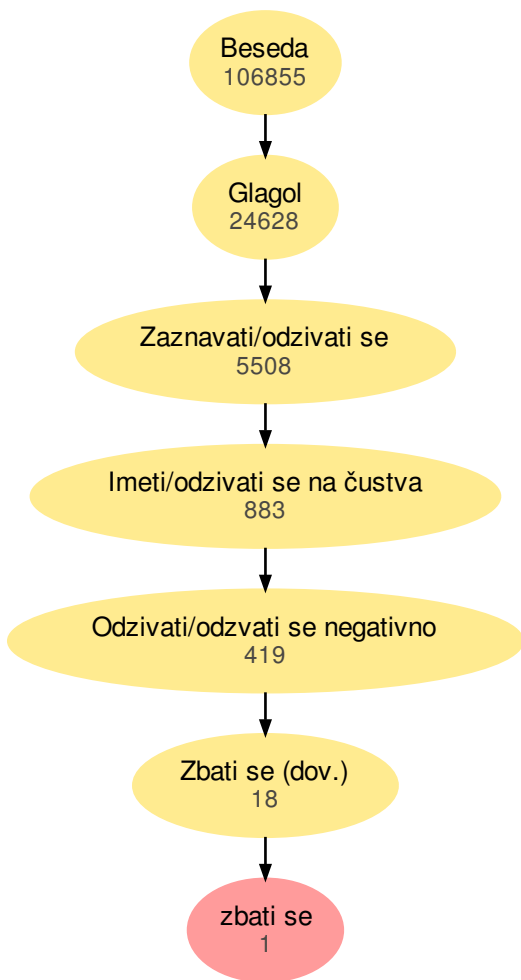 Beseda
106855
Glagol
24628
Zaznavati/odzivati se
5508
Imeti/odzivati se na čustva
883
Odzivati/odzvati se negativno
419
Zbati se (dov.)
18
zbati se
1